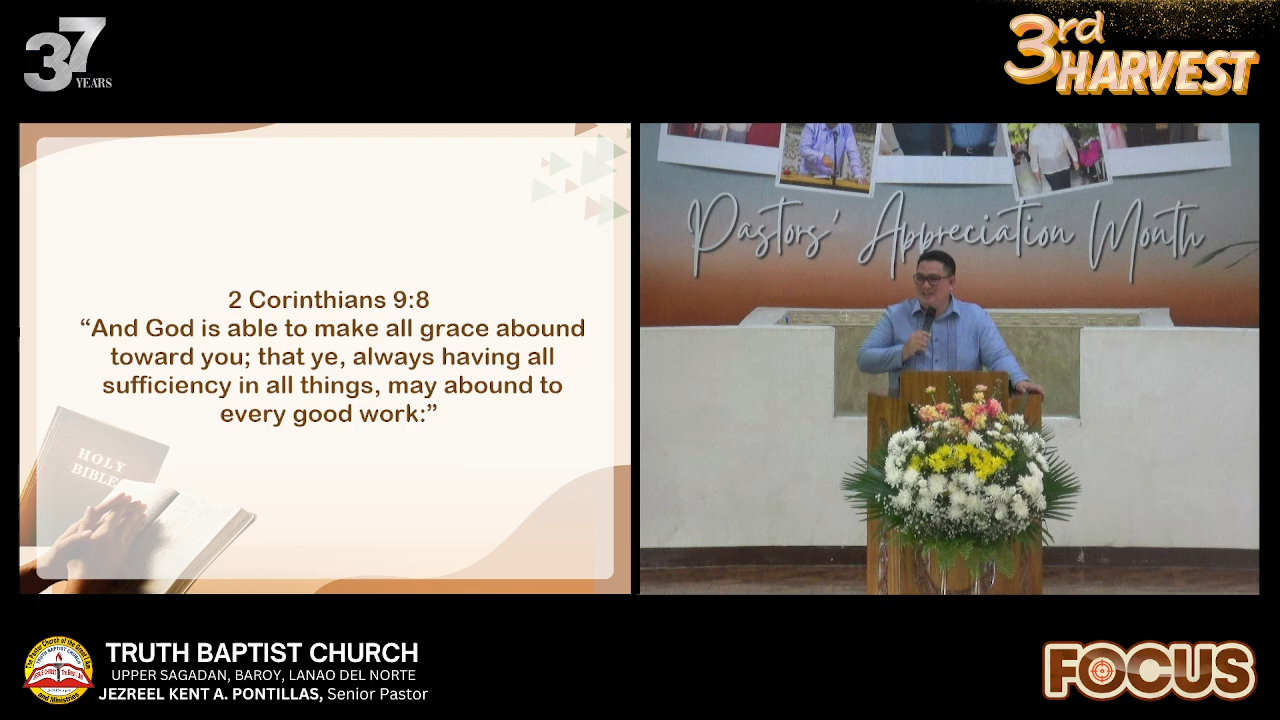 37
YEARS
3rd
HARVEST
2 Corinthians 9:8
“And God is able to make all grace abound
toward you; that ye, always having all
sufficiency in all things, may abound to
every good work:”
HOLY
BIBLE
Pastors’ Appreciation Month
TRUTH BAPTIST CHURCH
UPPER SAGADAN, BAROY, LANAO DEL NORTE
JEZREEL KENT A. PONTILLAS, Senior Pastor
FOCUS